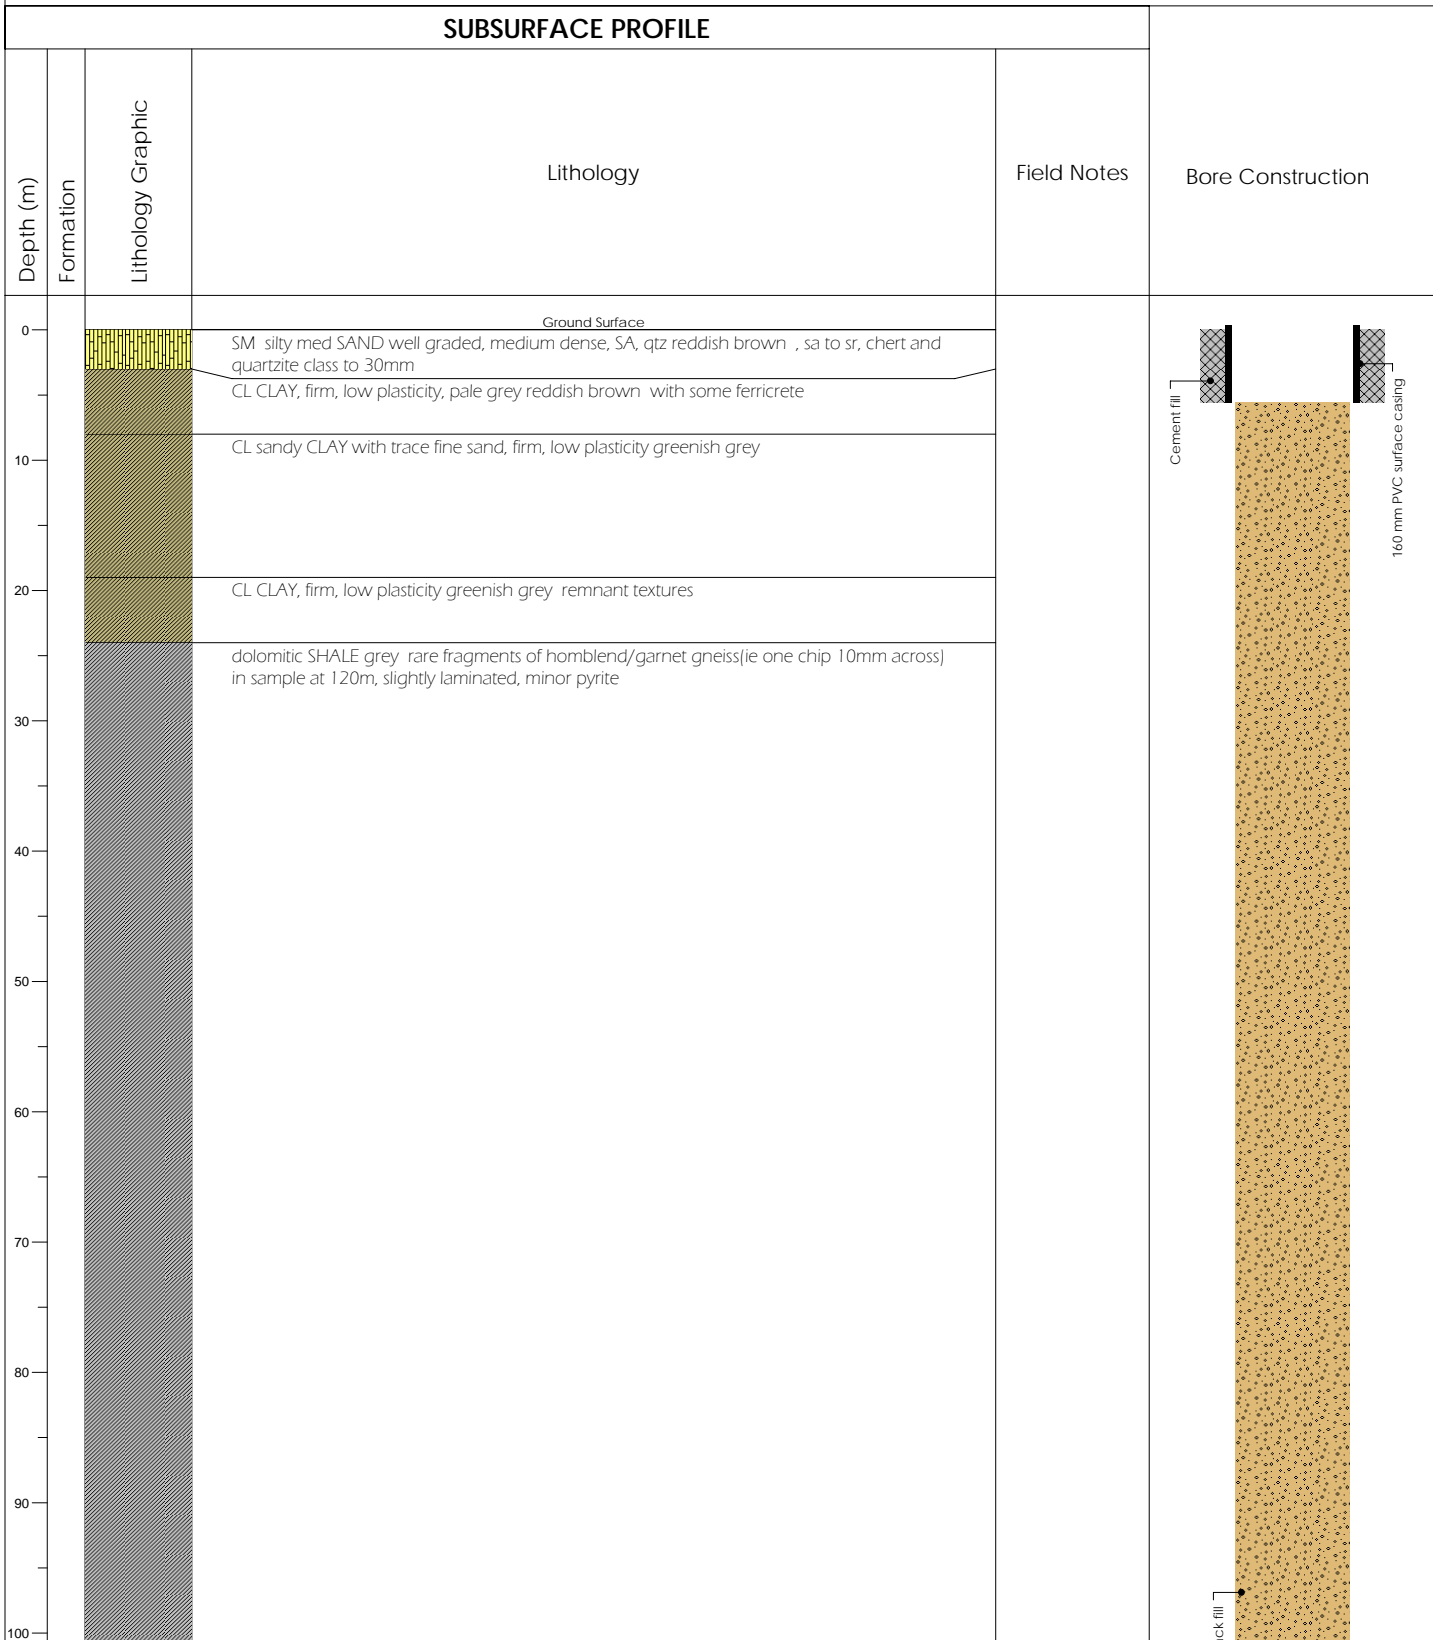 SUBSURFACE PROFILE
Depth (m)
Formation
Lithology Graphic
Lithology
Field Notes
Bore Construction
Ground Surface
0
SM silty med SAND well graded, medium dense, SA, qtz reddish brown , sa to sr, chert and
quartzite class to 30mm
CL CLAY, firm, low plasticity, pale grey reddish brown with some ferricrete
CL sandy CLAY with trace fine sand, firm, low plasticity greenish grey
10
CL CLAY, firm, low plasticity greenish grey remnant textures
20
dolomitic SHALE grey rare fragments of homblend/garnet gneiss(ie one chip 10mm across)
in sample at 120m, slightly laminated, minor pyrite
30
40
50
60
70
80
90
100
Cement fill
160 mm PVC surface casing
fill